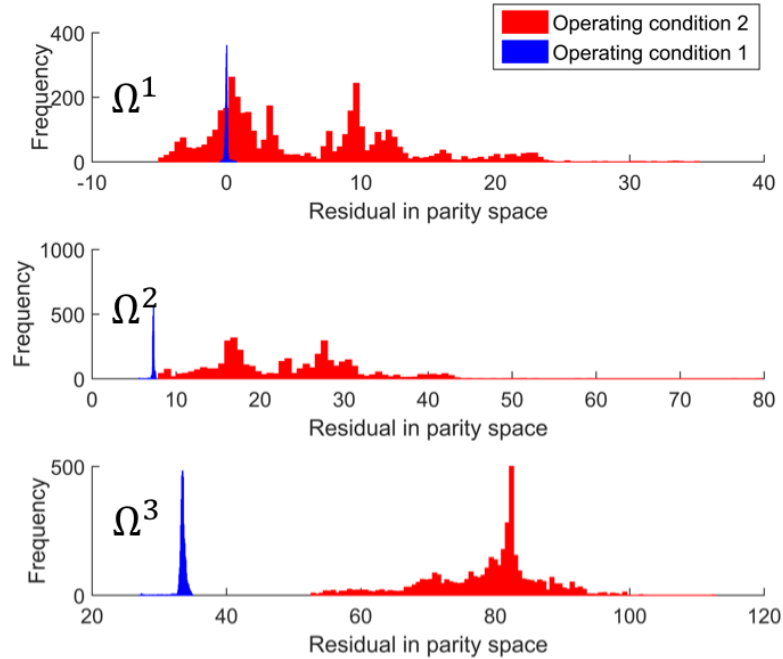 Operating condition 2
Operating condition 1
400
200
0
Frequency
Ω¹
-10 0 10 20 30 40
Residual in parity space
1000
500
0
Frequency
Ω²
0 10 20 30 40 50 60 70 80
Residual in parity space
500
0
Frequency
Ω³
20 40 60 80 100 120
Residual in parity space